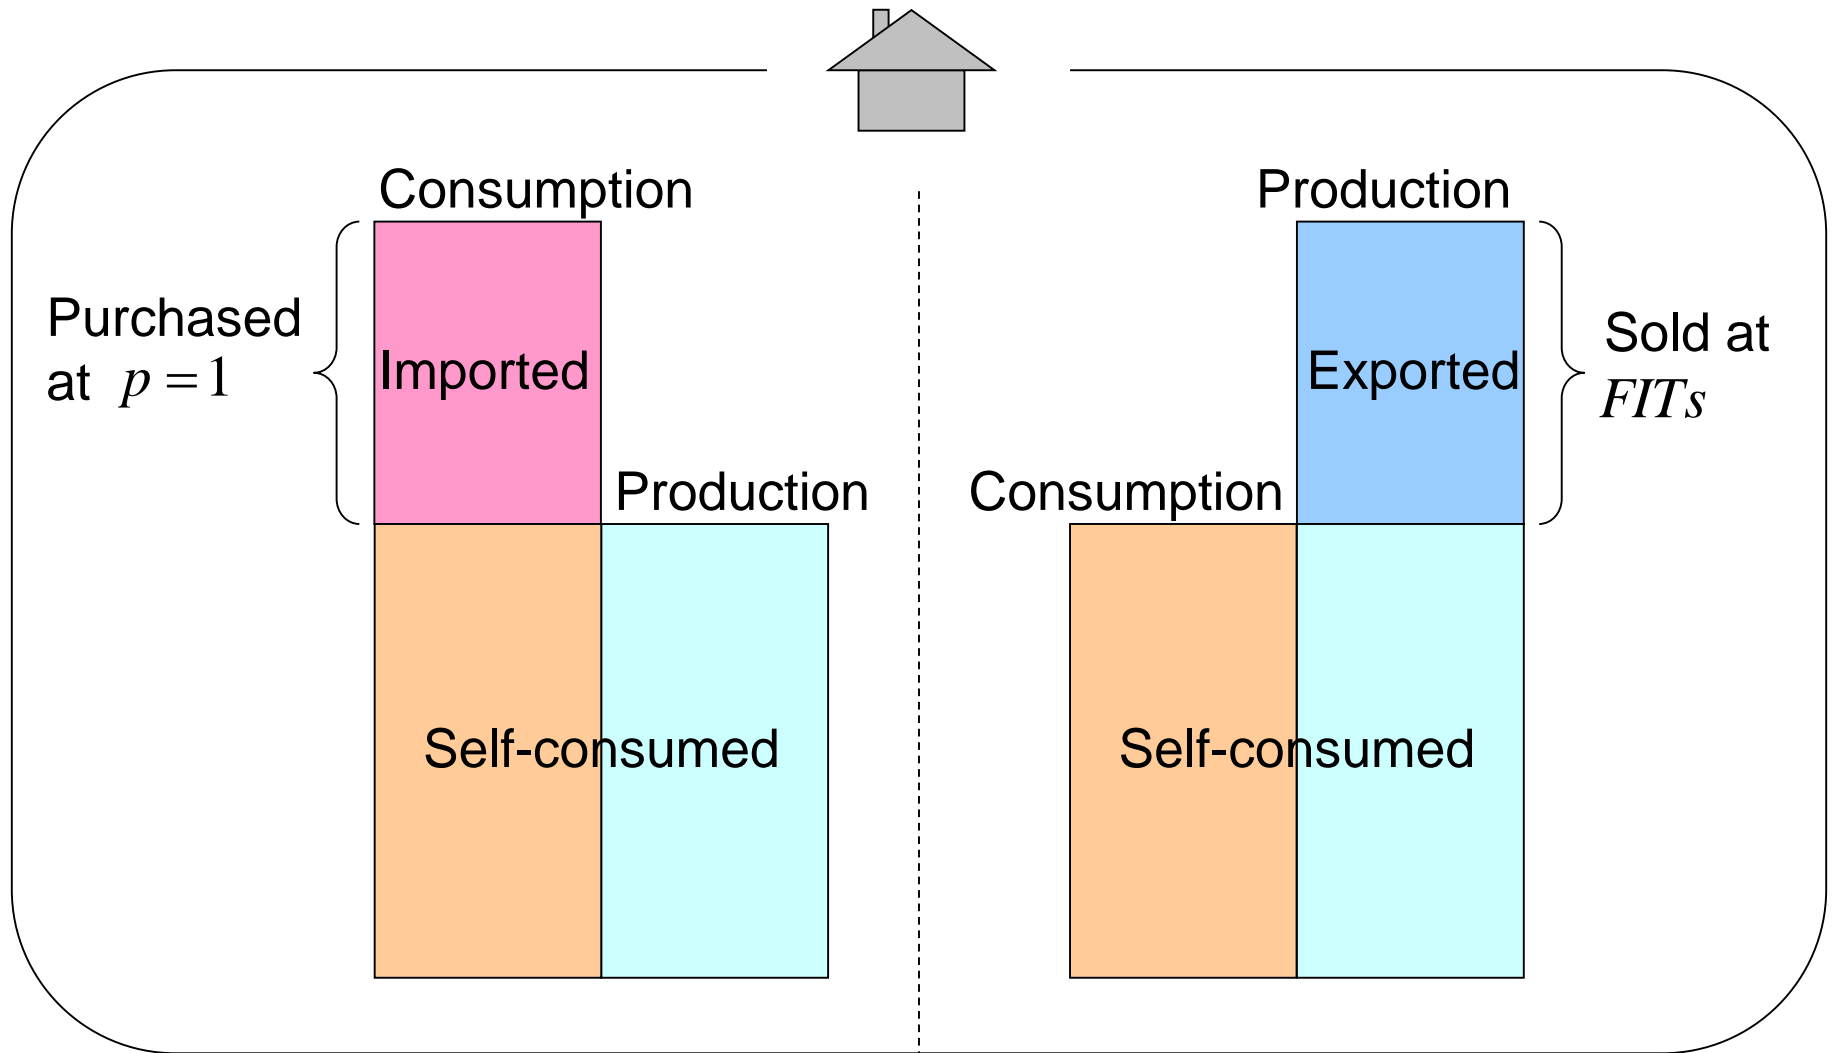 Consumption
Purchased
at p = 1
Imported
Production
Self-consumed
Production
Exported
Sold at
FITs
Consumption
Self-consumed